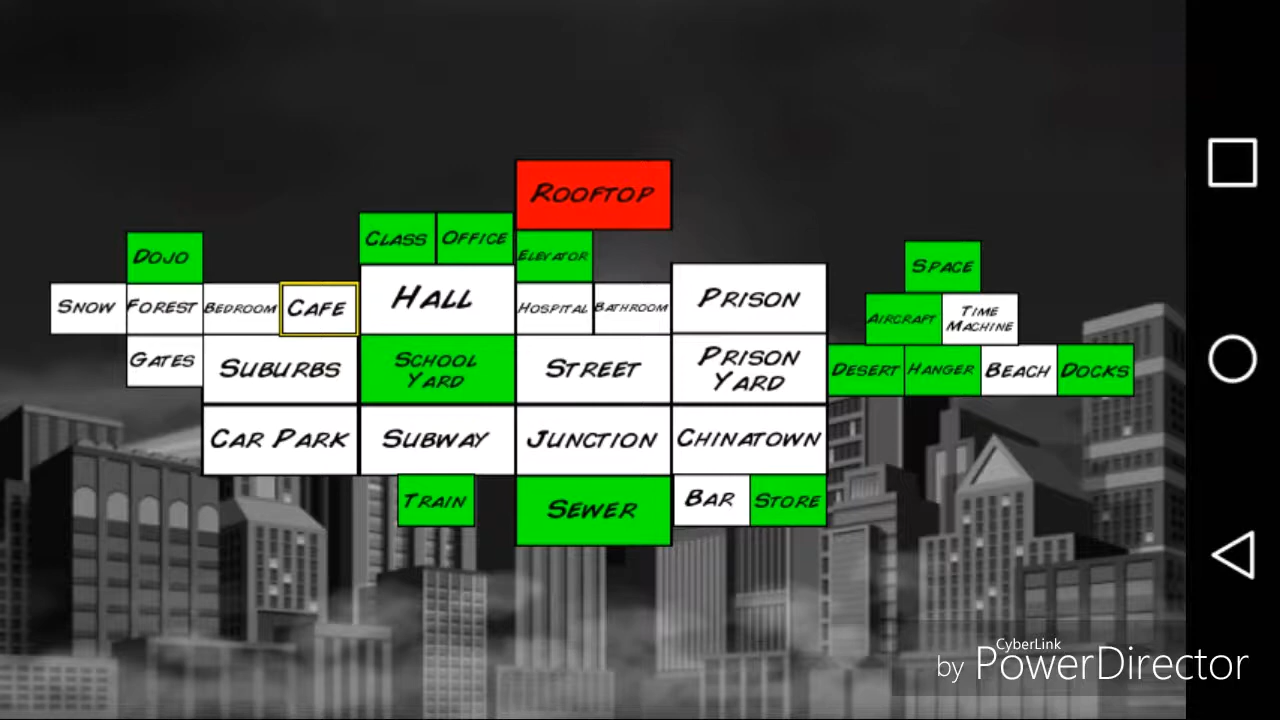 ROOFTOP
CLASS OFFICE
ELEVATOR
DOJO
SPACE
SNOW FOREST BEDROOM CAFE
HALL
HOSPITAL BATHROOM
PRISON
AIRCRAFT
TIME
MACHINE
GATES
SUBURBS
SCHOOL
YARD
STREET
PRISON
YARD
DESERT HANGER BEACH DOCKS
CAR PARK
SUBWAY
JUNCTION
CHINATOWN
TRAIN
SEWER
BAR
STORE
CyberLink
by PowerDirector